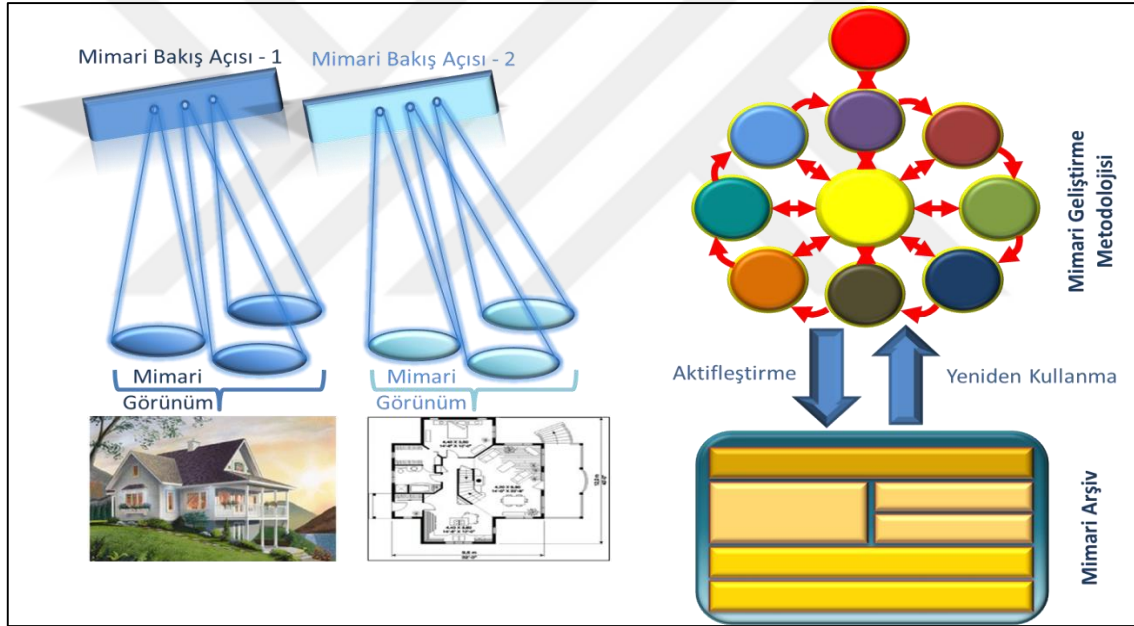 Mimari Bakış Açısı - 1
Mimari Bakış Açısı - 2
Mimari
Görünüm
Mimari
Görünüm
Mimari Geliştirme
Metodolojisi
Aktifleştirme
Yeniden Kullanma
Mimari Arşiv